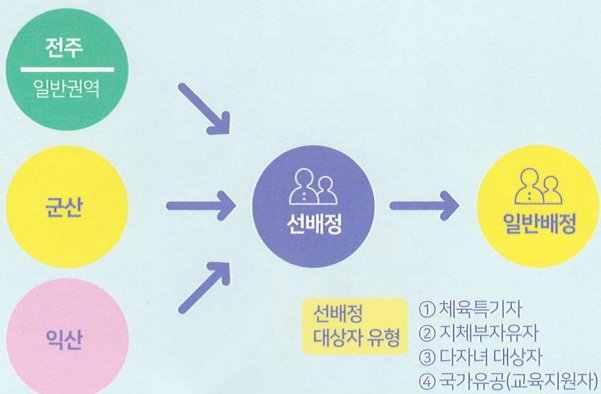 전주
일반권역
군산
익산
선배정
일반배정
선배정
대상자 유형
① 체육특기자
② 지체부자유자
③ 다자녀 대상자
④ 국가유공(교육지원자)